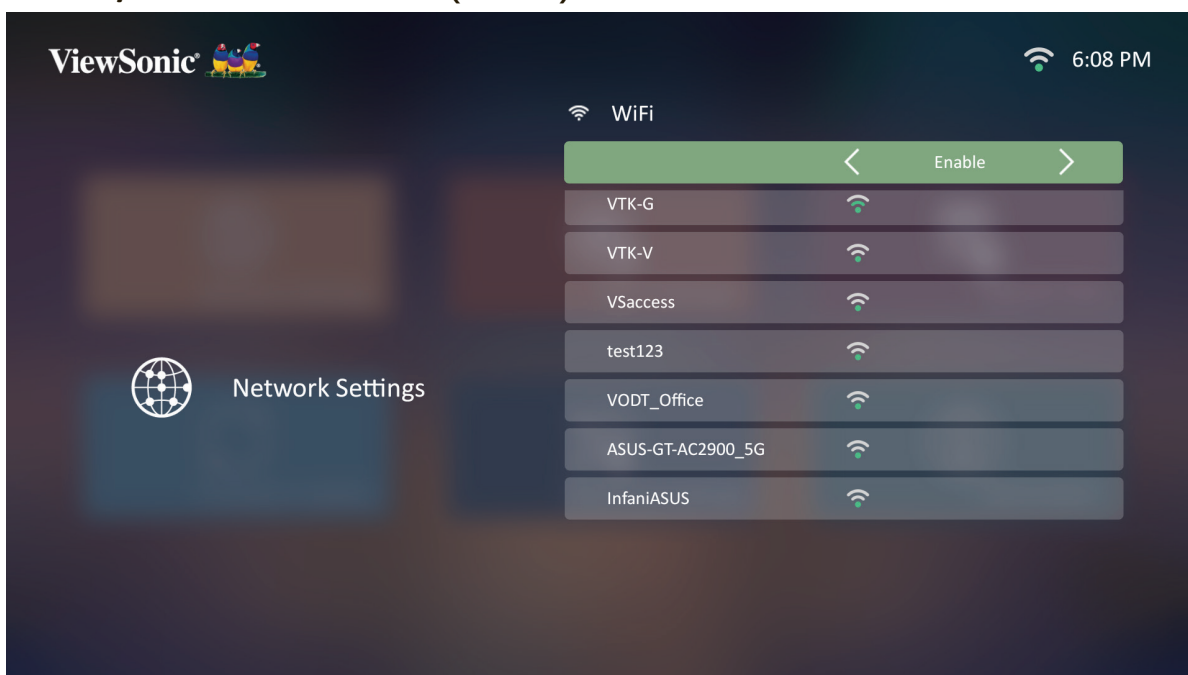 ViewSonic®
6:08 PM
WiFi
Enable
VTK-G
VTK-V
VSaccess
test123
Network Settings
VODT_Office
ASUS-GT-AC2900_5G
InfaniASUS